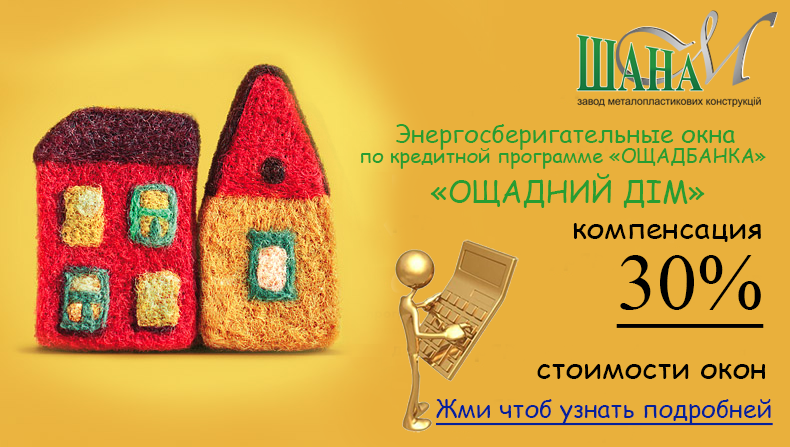 ШАНА
завод металопластикових конструкцій
Энергосберигательные окна
по кредитной программе «ОЩАДБАНКА»
«ОЩАДНИЙ ДІМ»
компенсация
30%
стоимости окон
Жми чтоб узнать подробней